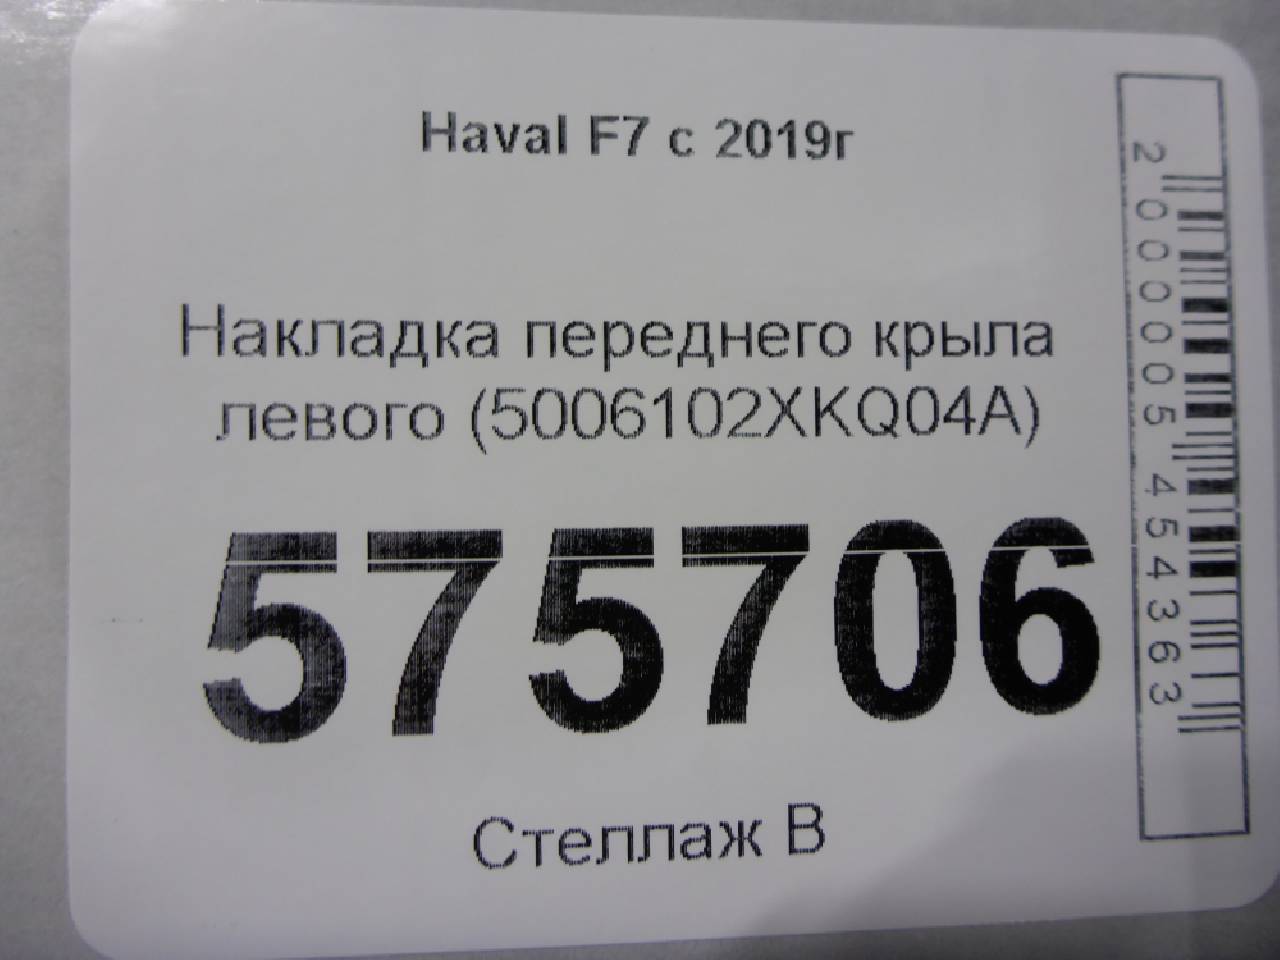 Haval F7 с 2019г
Накладка переднего крыла
левого (5006102XKQ04A)
575706
Стеллаж В
2000005454363